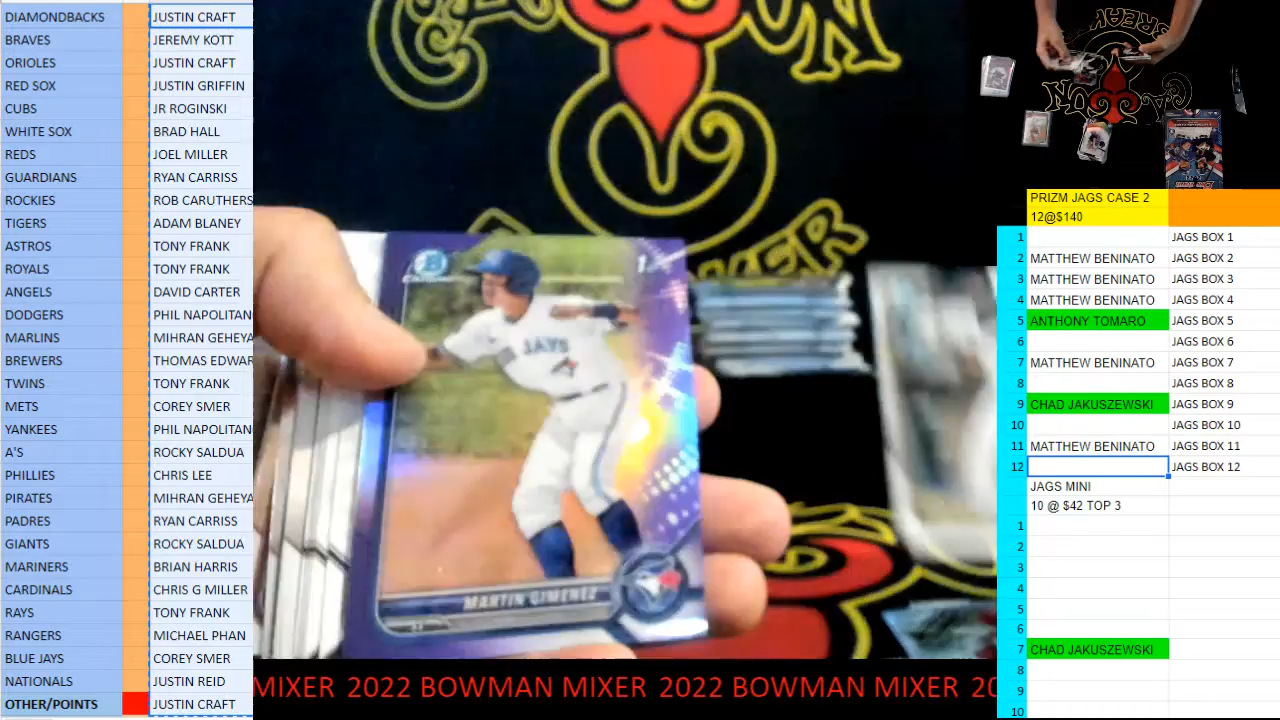 DIAMONDBACKS JUSTIN CRAFT
BRAVES JEREMY KOTT
ORIOLES JUSTIN CRAFT
RED SOX JUSTIN GRIFFIN
CUBS JR ROGINSKI
WHITE SOX BRAD HALL
REDS JOEL MILLER
GUARDIANS RYAN CARRISS
ROCKIES ROB CARUTHERS
TIGERS ADAM BLANEY
ASTROS TONY FRANK
ROYALS TONY FRANK
ANGELS DAVID CARTER
DODGERS PHIL NAPOLITAN
MARLINS MIHRAN GEHEYA
BREWERS THOMAS EDWAR
TWINS TONY FRANK
METS COREY SMER
YANKEES PHIL NAPOLITAN
A'S ROCKY SALDUA
PHILLIES CHRIS LEE
PIRATES MIHRAN GEHEYA
PADRES RYAN CARRISS
GIANTS ROCKY SALDUA
MARINERS BRIAN HARRIS
CARDINALS CHRIS G MILLER
RAYS TONY FRANK
RANGERS MICHAEL PHAN
BLUE JAYS COREY SMER
NATIONALS JUSTIN REID
OTHER/POINTS JUSTIN CRAFT
JAYS
MARTIN GIMENEZ
MIXER 2022 BOWMAN MIXER 2022 BOWMAN MIXER 20
PRIZM JAGS CASE 2
12@$140
1 JAGS BOX 1
2 MATTHEW BENINATO JAGS BOX 2
3 MATTHEW BENINATO JAGS BOX 3
4 MATTHEW BENINATO JAGS BOX 4
5 ANTHONY TOMARO JAGS BOX 5
6 JAGS BOX 6
7 MATTHEW BENINATO JAGS BOX 7
8 JAGS BOX 8
9 CHAD JAKUSZEWSKI JAGS BOX 9
10 JAGS BOX 10
11 MATTHEW BENINATO JAGS BOX 11
12 JAGS BOX 12
JAGS MINI
10 @ $42 TOP 3
1
2
3
4
5
6
7 CHAD JAKUSZEWSKI
8
9
10